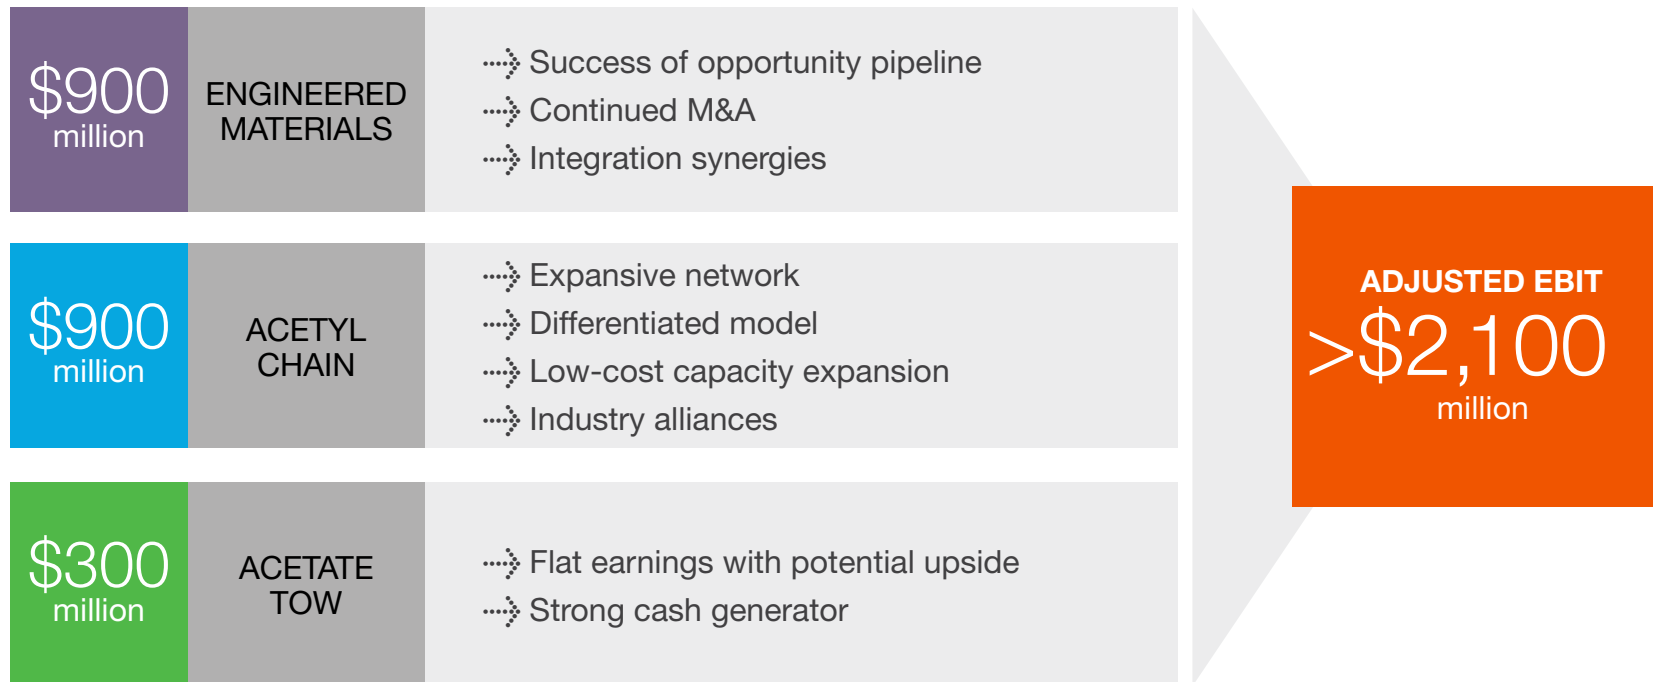 $900
million
ENGINEERED
MATERIALS
Success of opportunity pipeline
Continued M&A
Integration synergies
$900
million
ACETYL
CHAIN
Expansive network
Differentiated model
Low-cost capacity expansion
Industry alliances
$300
million
ACETATE
TOW
Flat earnings with potential upside
Strong cash generator
ADJUSTED EBIT
>$2,100
million